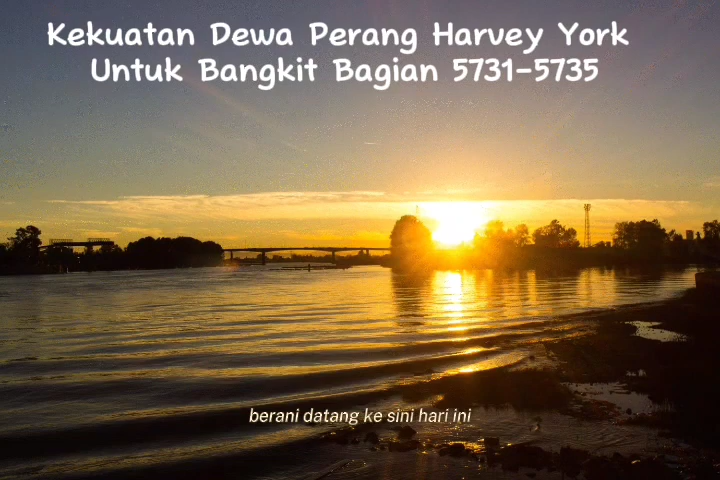 Kekuatan Dewa Perang Harvey York
Untuk Bangkit Bagian 5731-5735
berani datang ke sini hari ini